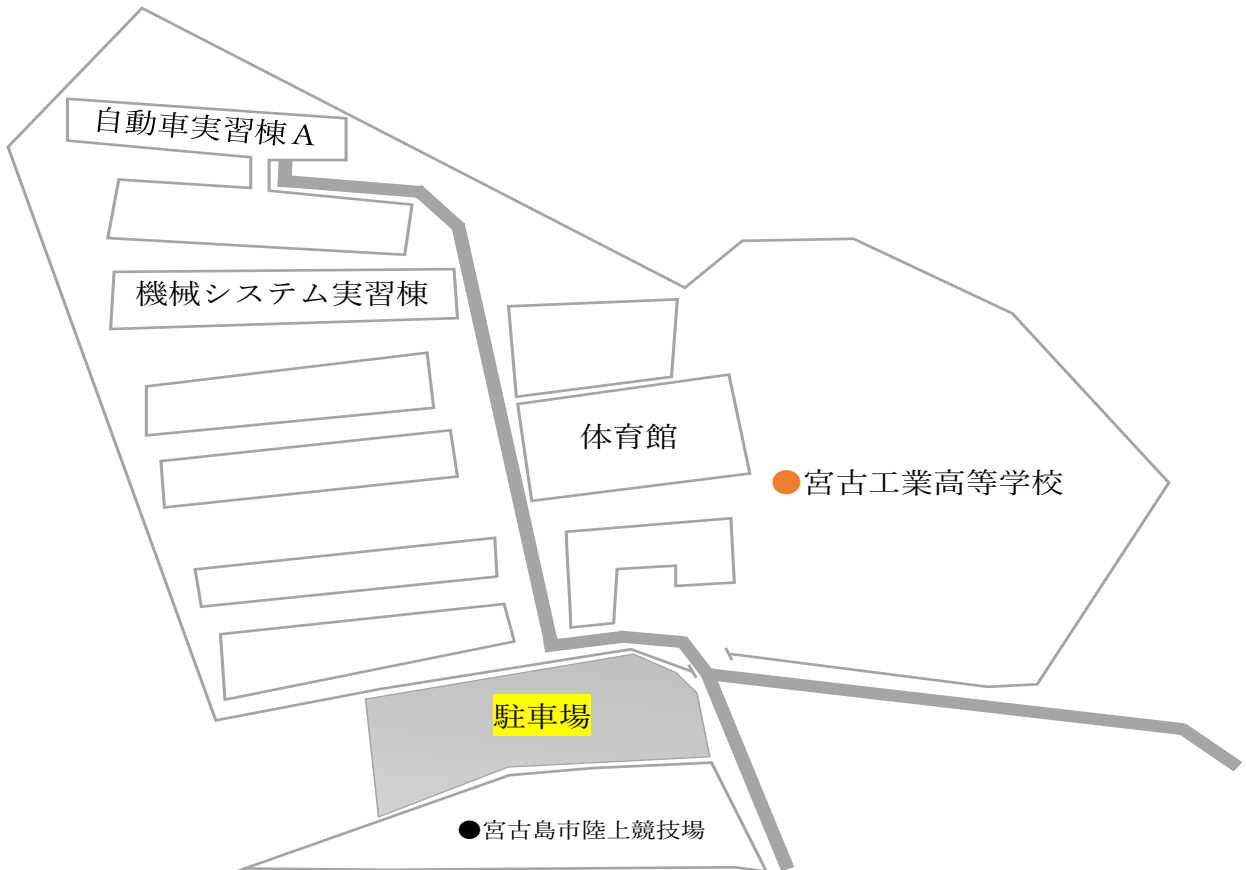 自動車実習棟A
機械システム実習棟
体育館
宮古工業高等学校
駐車場
宮古島市陸上競技場